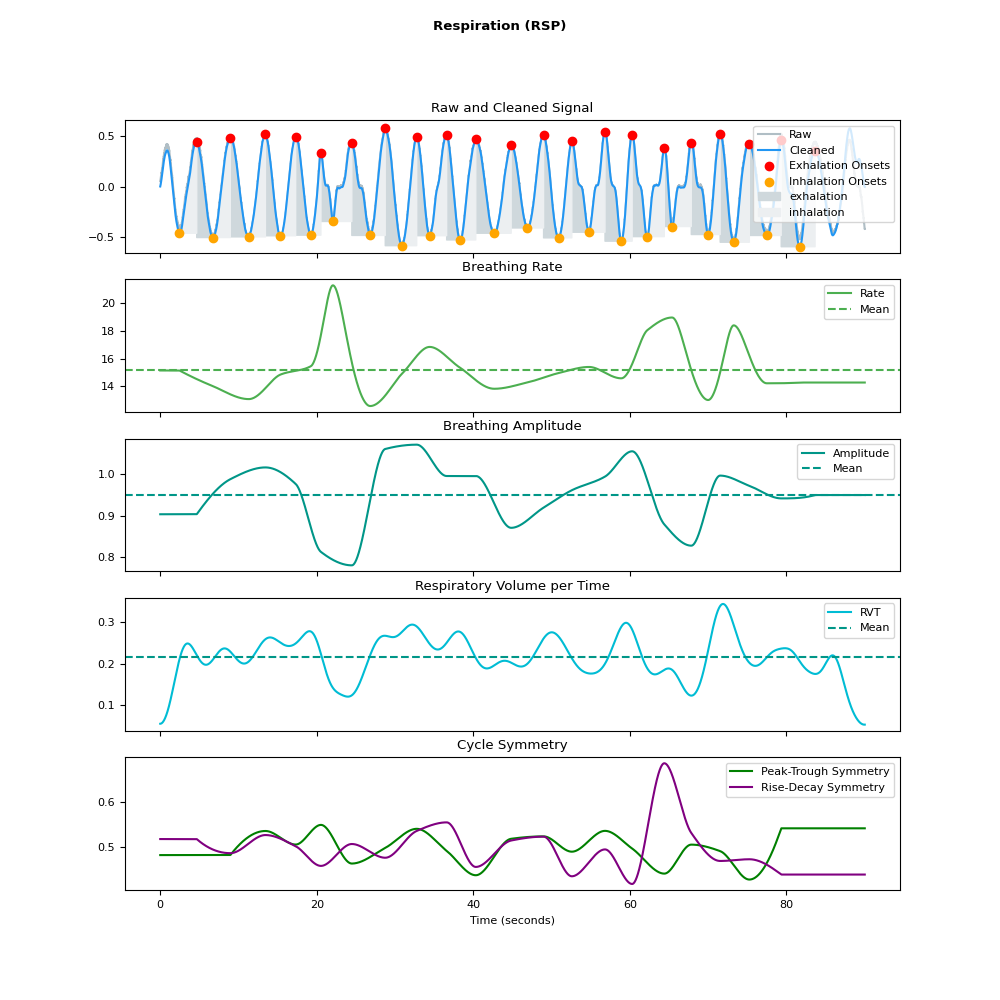 Respiration (RSP)
Raw and Cleaned Signal
0.5
0.0
−0.5
Raw
Cleaned
Exhalation Onsets
Inhalation Onsets
exhalation
inhalation
Breathing Rate
20
18
16
14
Rate
Mean
Breathing Amplitude
1.0
0.9
0.8
Amplitude
Mean
Respiratory Volume per Time
0.3
0.2
0.1
RVT
Mean
Cycle Symmetry
0.6
0.5
Peak-Trough Symmetry
Rise-Decay Symmetry
0 20 40 60 80
Time (seconds)